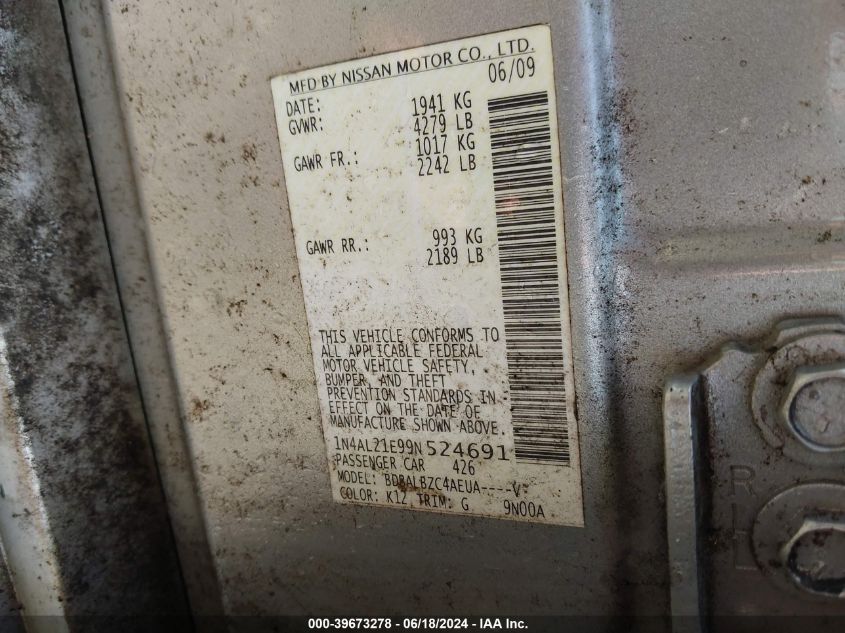 MFD BY NISSAN MOTOR CO., LTD.
DATE: 06/09
GVWR: 1941 KG
4279 LB
GAWR FR.: 1017 KG
2242 LB
GAWR RR.: 993 KG
2189 LB
THIS VEHICLE CONFORMS TO
ALL APPLICABLE FEDERAL
MOTOR VEHICLE SAFETY,
BUMPER, AND THEFT
PREVENTION STANDARDS IN
EFFECT ON THE DATE OF
MANUFACTURE SHOWN ABOVE.
1N4AL21E99N524691
PASSENGER CAR 426
MODEL: BDBALBZC4AEUA----V
COLOR: K12 TRIM: G 9N00A
R
L
000-39673278 - 06/18/2024 - IAA Inc.